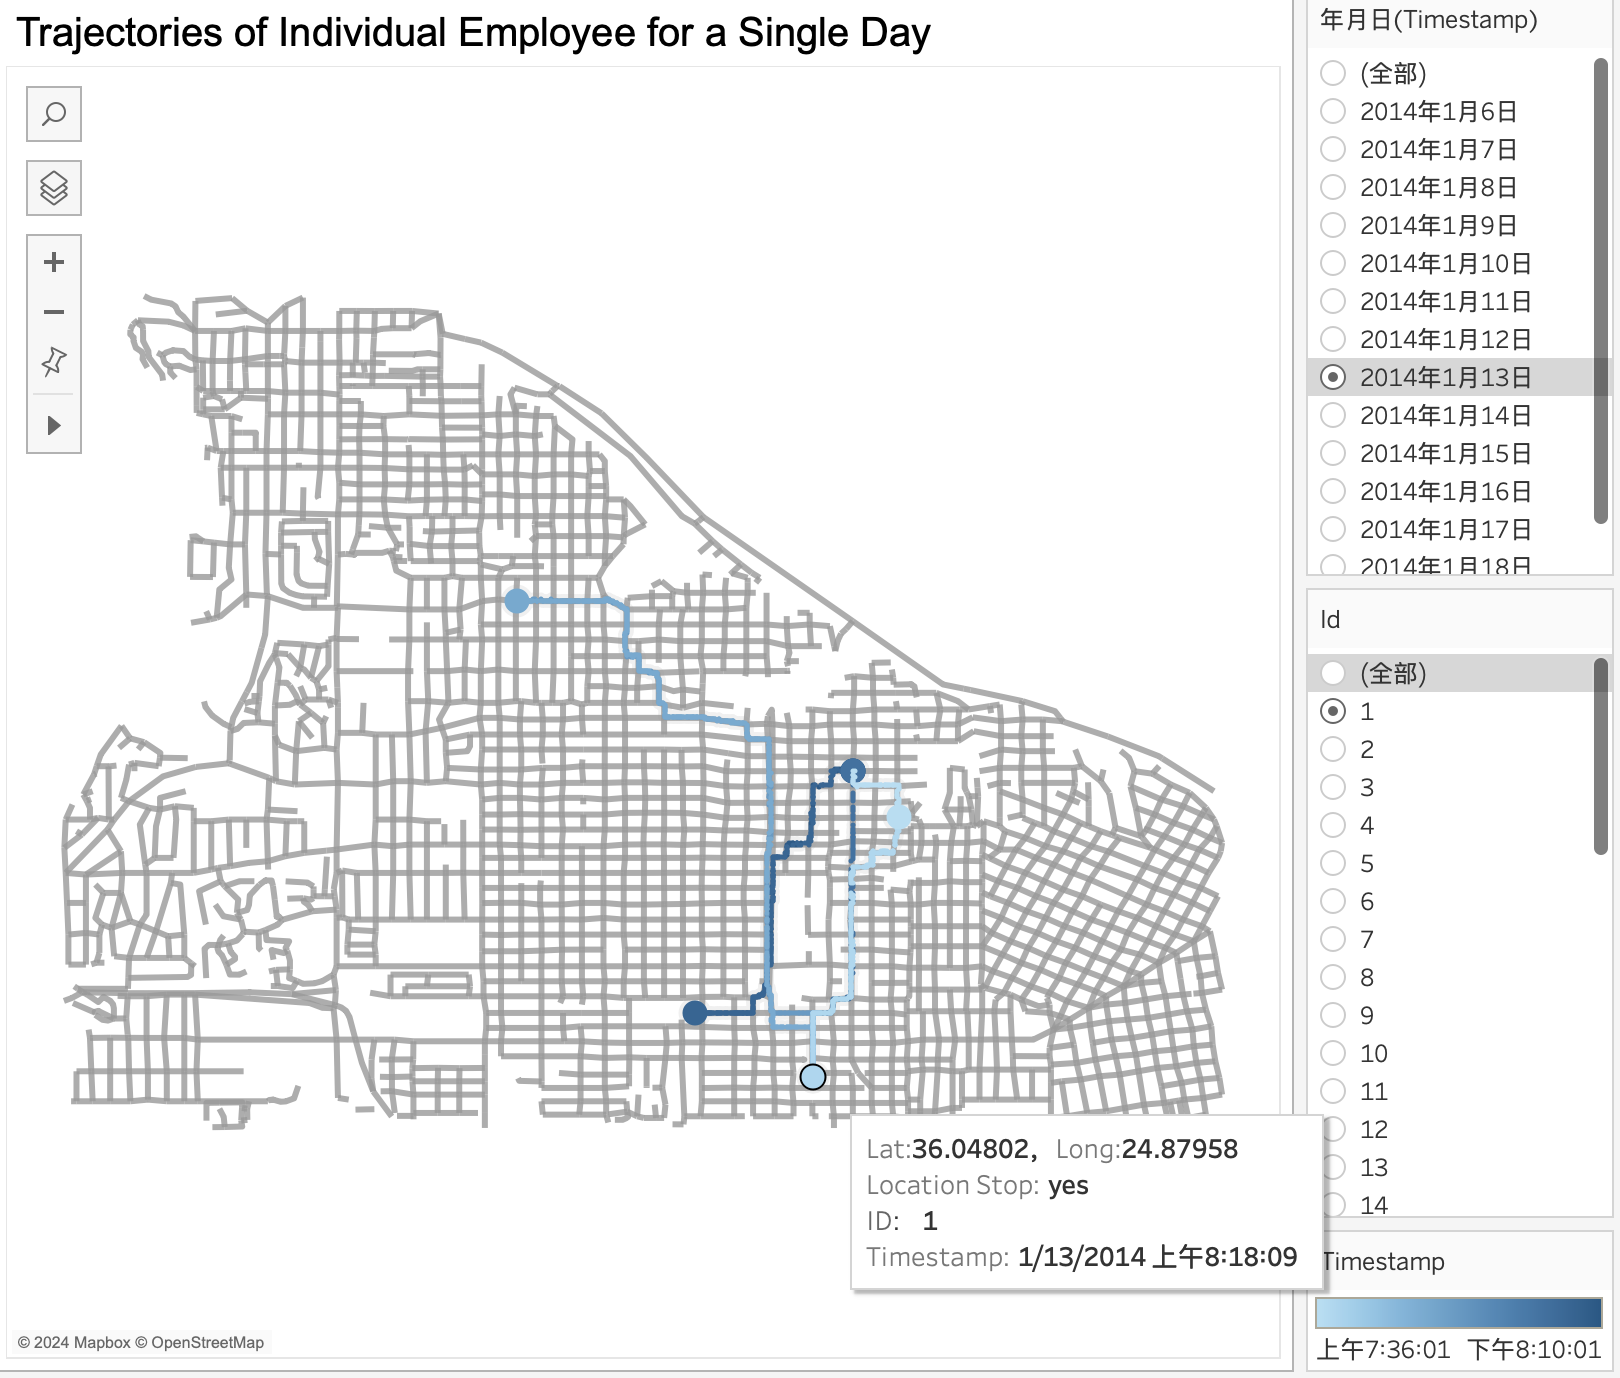 Trajectories of Individual Employee for a Single Day
Lat:36.04802, Long:24.87958
Location Stop: yes
ID: 1
Timestamp: 1/13/2014 上午8:18:09
© 2024 Mapbox © OpenStreetMap
年月日(Timestamp)
(全部)
2014年1月6日
2014年1月7日
2014年1月8日
2014年1月9日
2014年1月10日
2014年1月11日
2014年1月12日
2014年1月13日
2014年1月14日
2014年1月15日
2014年1月16日
2014年1月17日
2014年1月18日
Id
(全部)
1
2
3
4
5
6
7
8
9
10
11
12
13
14
Timestamp
上午7:36:01 下午8:10:01